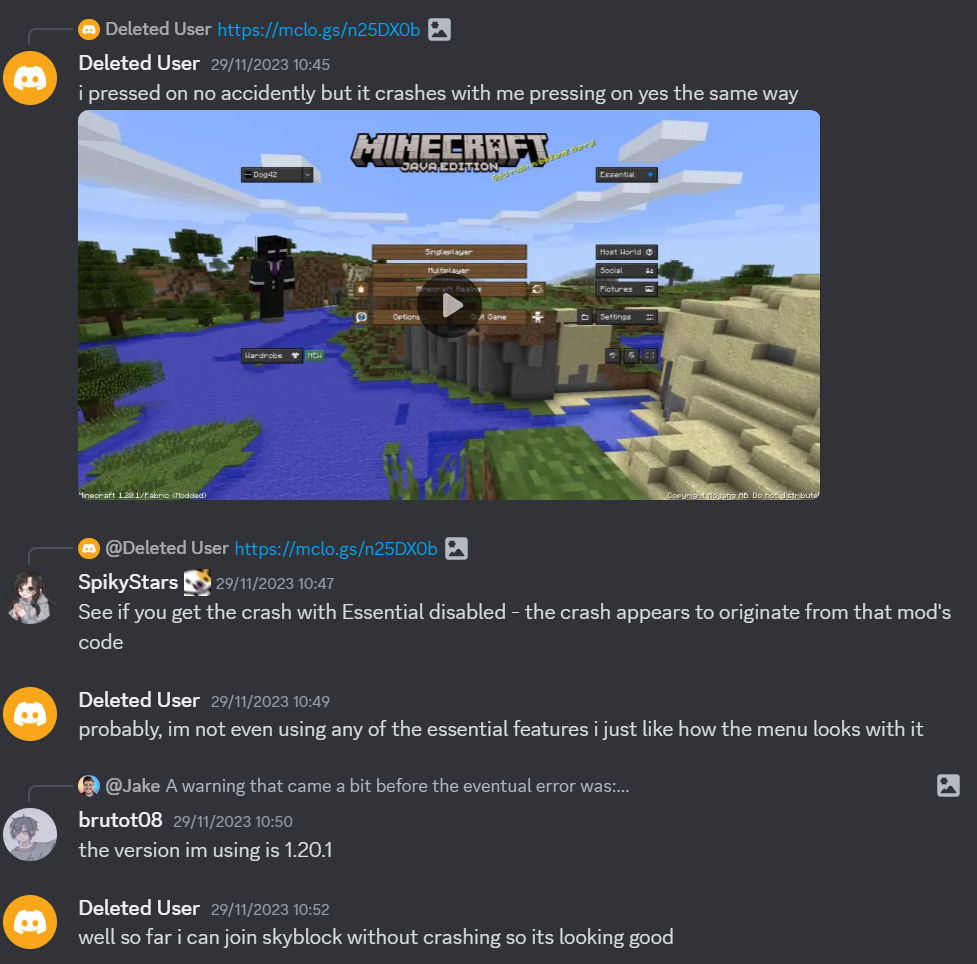 Deleted User https://mclo.gs/n25DX0b
Deleted User 29/11/2023 10:45
i pressed on no accidently but it crashes with me pressing on yes the same way
MINECRAFT
JAVA EDITION
Dog42
Essential
Singleplayer
Host World
Multiplayer
Social
Minecraft Realms
Pictures
Options
Quit Game
Settings
Wardrobe NEW
Minecraft 1.20.1/Fabric (Modded)
Copyright Mojang AB. Do not distribute!
@Deleted User https://mclo.gs/n25DX0b
SpikyStars 29/11/2023 10:47
See if you get the crash with Essential disabled - the crash appears to originate from that mod's
code
Deleted User 29/11/2023 10:49
probably, im not even using any of the essential features i just like how the menu looks with it
@Jake A warning that came a bit before the eventual error was:...
brutot08 29/11/2023 10:50
the version im using is 1.20.1
Deleted User 29/11/2023 10:52
well so far i can join skyblock without crashing so its looking good